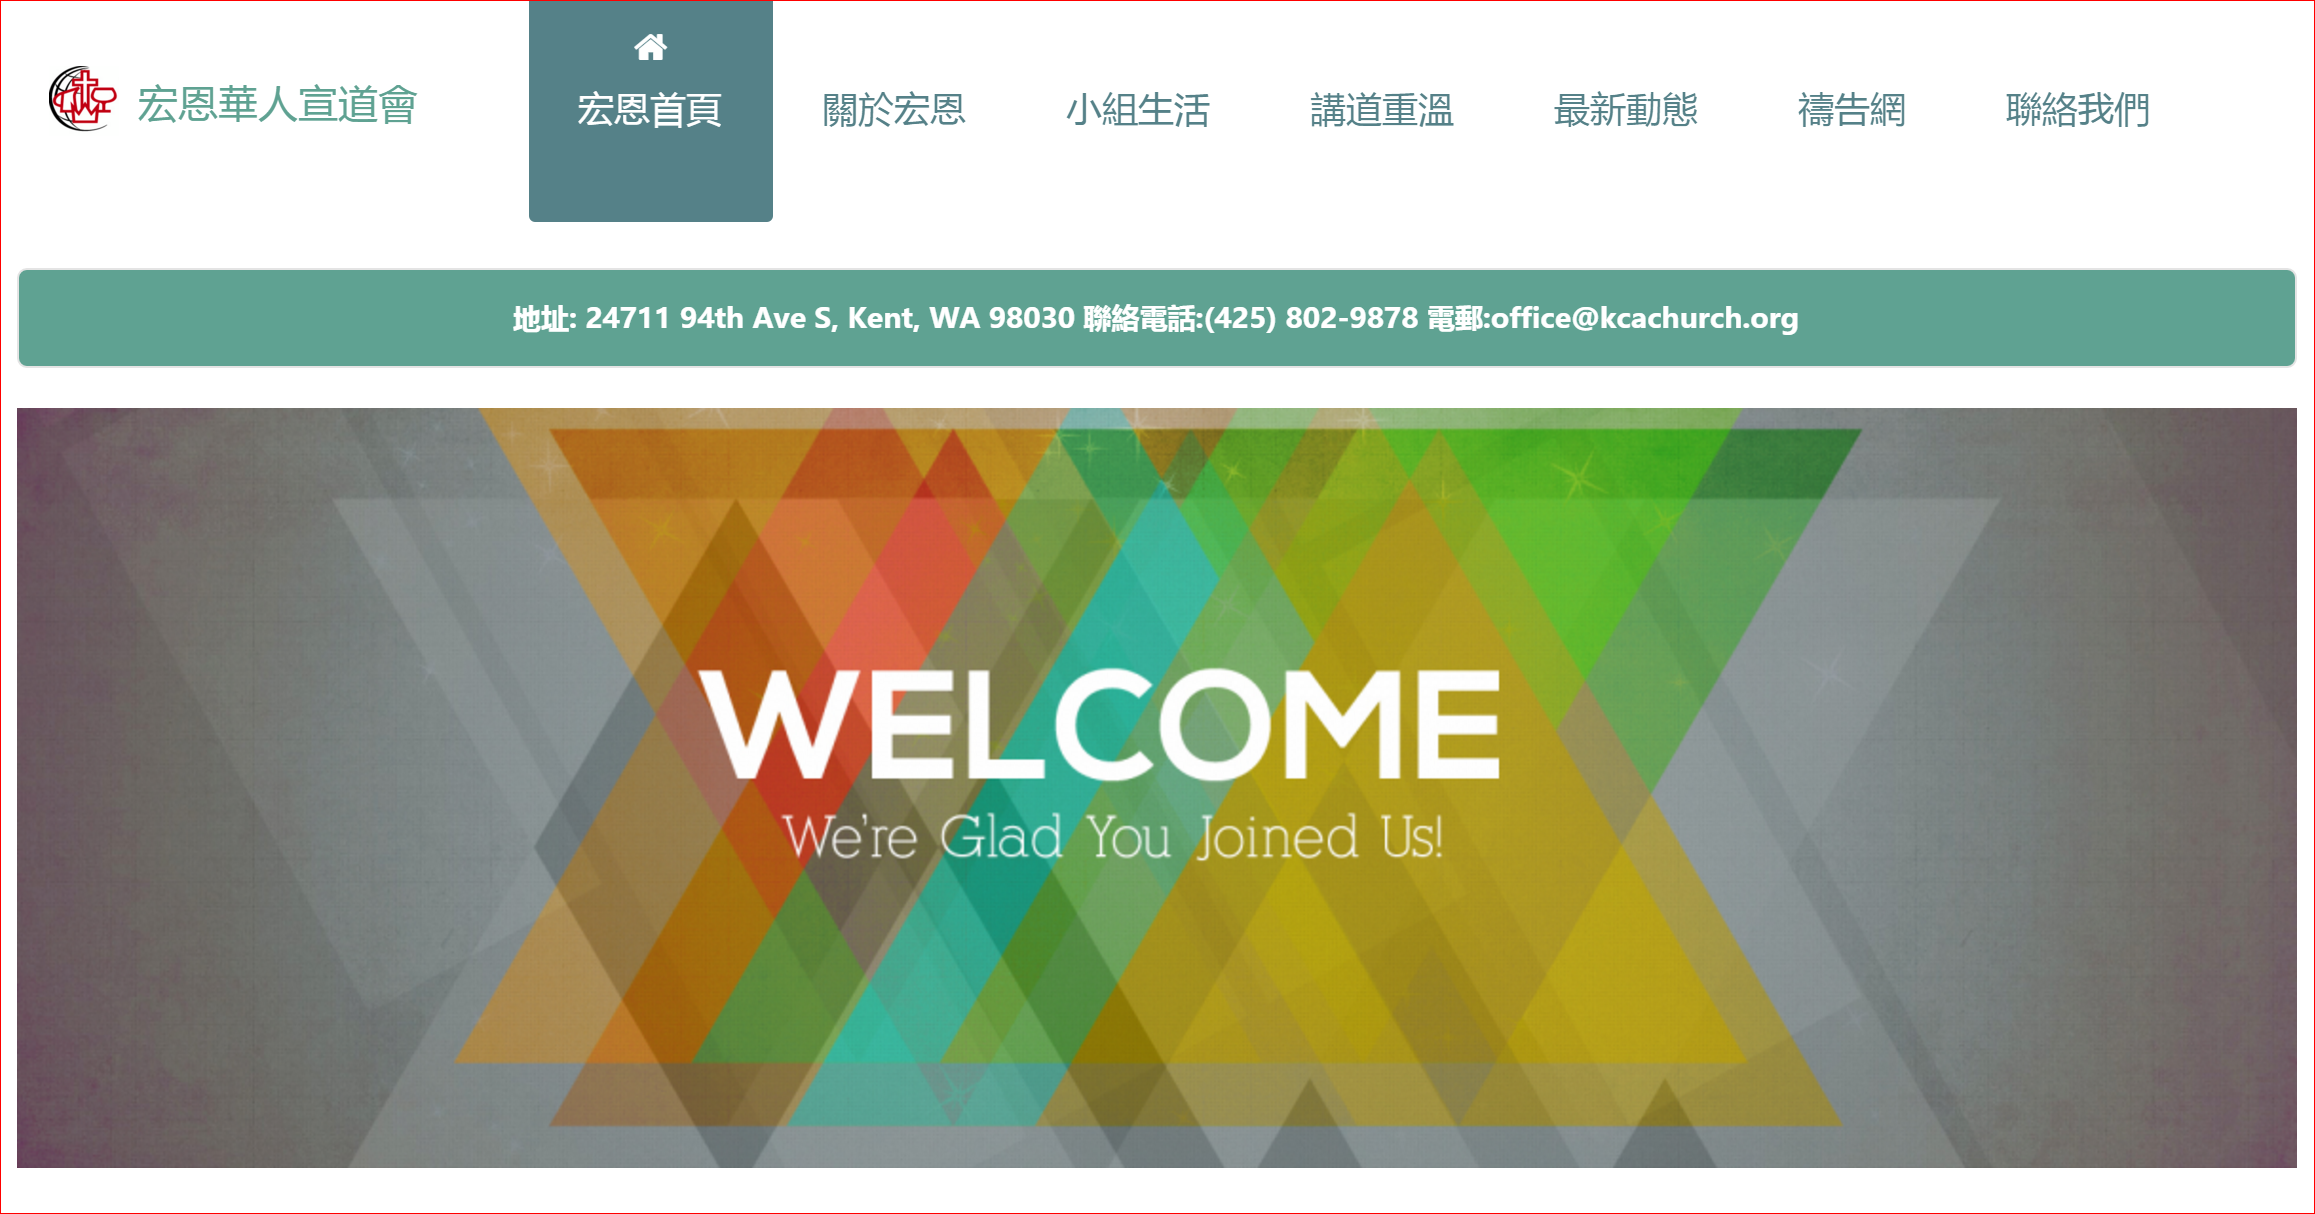 宏恩華人宣道會
宏恩首頁
關於宏恩
小組生活
講道重溫
最新動態
禱告網
聯絡我們
地址: 24711 94th Ave S, Kent, WA 98030 聯絡電話:(425) 802-9878 電郵:office@kcachurch.org
WELCOME
We're Glad You Joined Us!